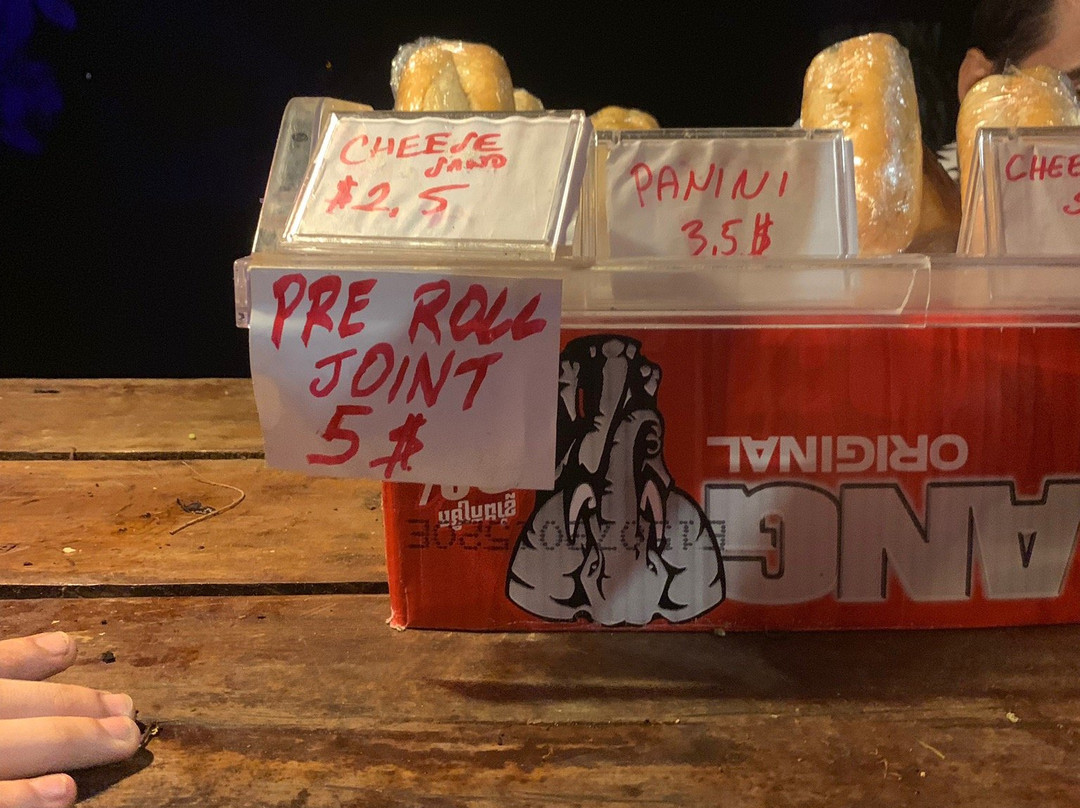 CHEESE
SAND
$2,5
PANINI
3,5$
CHEE
S
PRE ROLL
JOINT
5$
ORIGINAL
ANG